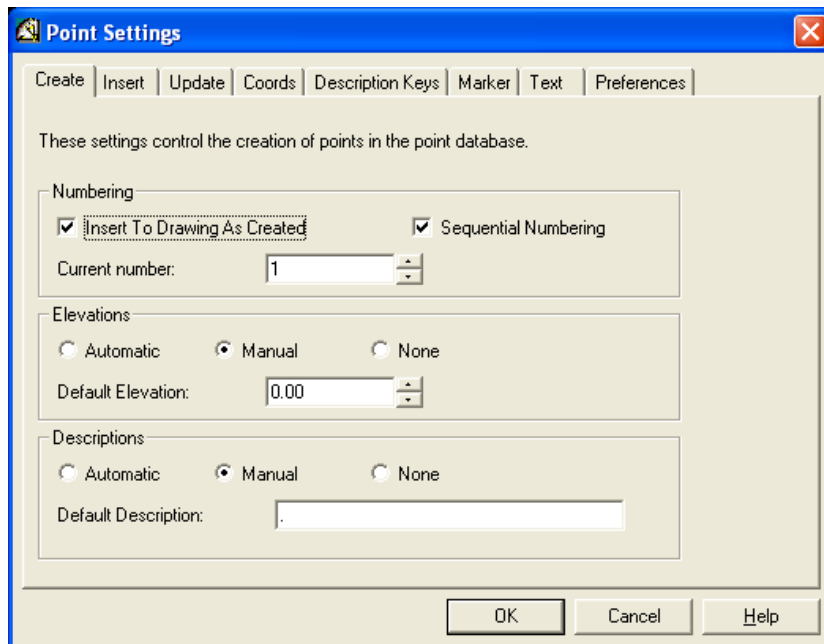 Point Settings
Create Insert Update Coords Description Keys Marker Text Preferences
These settings control the creation of points in the point database.
Numbering
Insert To Drawing As Created Sequential Numbering
Current number: 1
Elevations
Automatic Manual None
Default Elevation: 0.00
Descriptions
Automatic Manual None
Default Description: .
OK Cancel Help